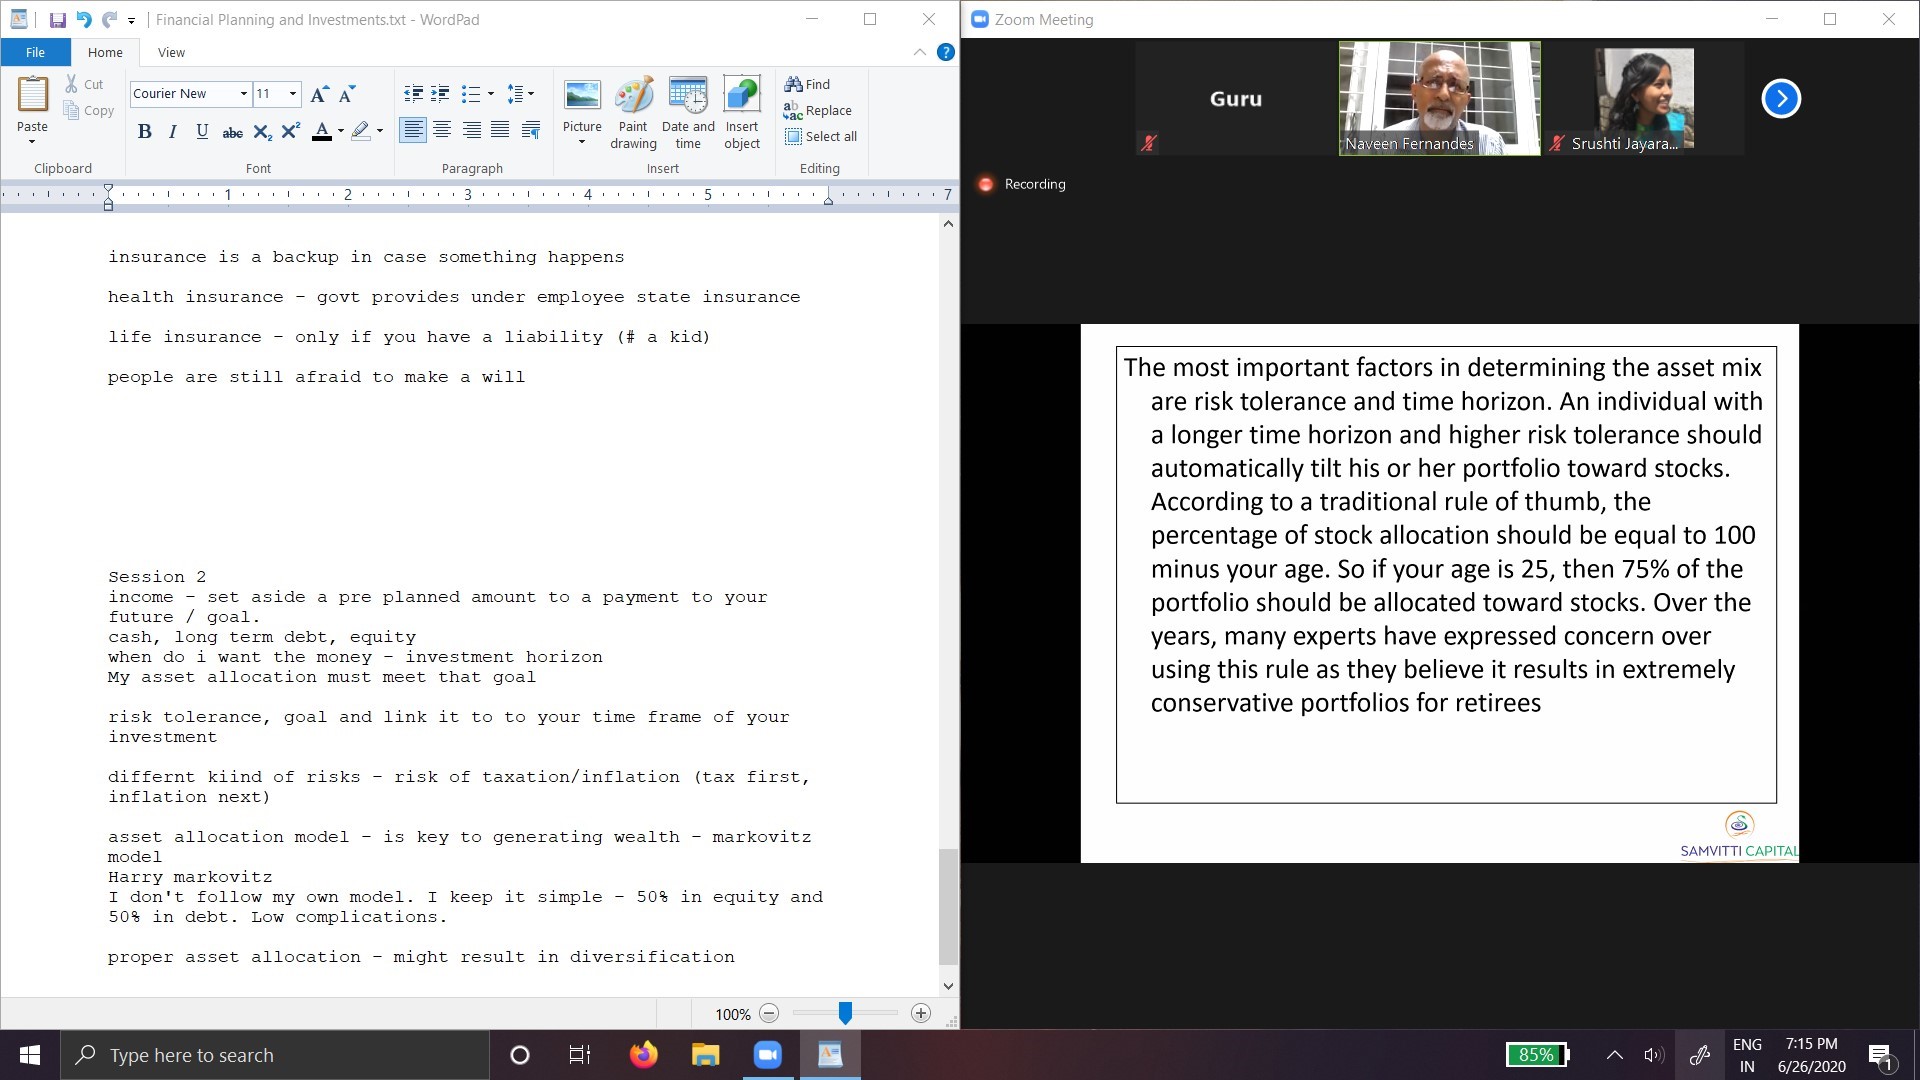 Financial Planning and Investments.txt - WordPad
File Home View
Paste
Cut
Copy
Clipboard
Courier New 11
B I U abc X₂ X² A
Font
Paragraph
Picture
Paint drawing
Date and time
Insert object
Insert
Find
Replace
Select all
Editing
1 2 3 4 5 7
insurance is a backup in case something happens
health insurance - govt provides under employee state insurance
life insurance - only if you have a liability (# a kid)
people are still afraid to make a will
Session 2
income - set aside a pre planned amount to a payment to your
future / goal.
cash, long term debt, equity
when do i want the money - investment horizon
My asset allocation must meet that goal
risk tolerance, goal and link it to to your time frame of your
investment
differnt kiind of risks - risk of taxation/inflation (tax first,
inflation next)
asset allocation model - is key to generating wealth - markovitz
model
Harry markovitz
I don't follow my own model. I keep it simple - 50% in equity and
50% in debt. Low complications.
proper asset allocation - might result in diversification
100%
Zoom Meeting
Guru
Naveen Fernandes
Srushti Jayara...
Recording
The most important factors in determining the asset mix
are risk tolerance and time horizon. An individual with
a longer time horizon and higher risk tolerance should
automatically tilt his or her portfolio toward stocks.
According to a traditional rule of thumb, the
percentage of stock allocation should be equal to 100
minus your age. So if your age is 25, then 75% of the
portfolio should be allocated toward stocks. Over the
years, many experts have expressed concern over
using this rule as they believe it results in extremely
conservative portfolios for retirees
SAMVITTI CAPITAL
Type here to search
85%
ENG
IN
7:15 PM
6/26/2020
1